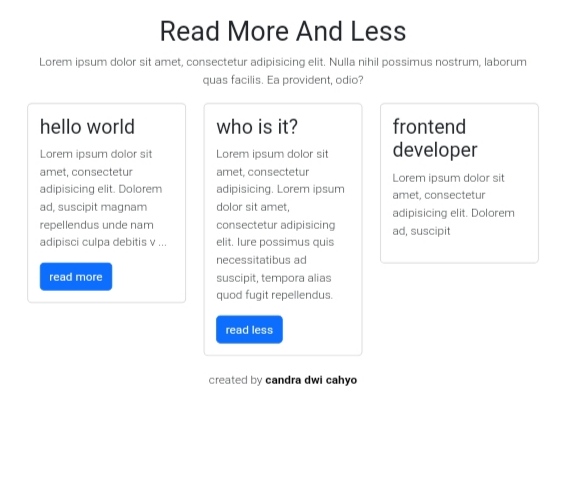 Read More And Less
Lorem ipsum dolor sit amet, consectetur adipisicing elit. Nulla nihil possimus nostrum, laborum
quas facilis. Ea provident, odio?
hello world
Lorem ipsum dolor sit
amet, consectetur
adipisicing elit. Dolorem
ad, suscipit magnam
repellendus unde nam
adipisci culpa debitis v ...
read more
who is it?
Lorem ipsum dolor sit
amet, consectetur
adipisicing. Lorem ipsum
dolor sit amet,
consectetur adipisicing
elit. Iure possimus quis
necessitatibus ad
suscipit, tempora alias
quod fugit repellendus.
read less
frontend
developer
Lorem ipsum dolor sit
amet, consectetur
adipisicing elit. Dolorem
ad, suscipit
created by candra dwi cahyo